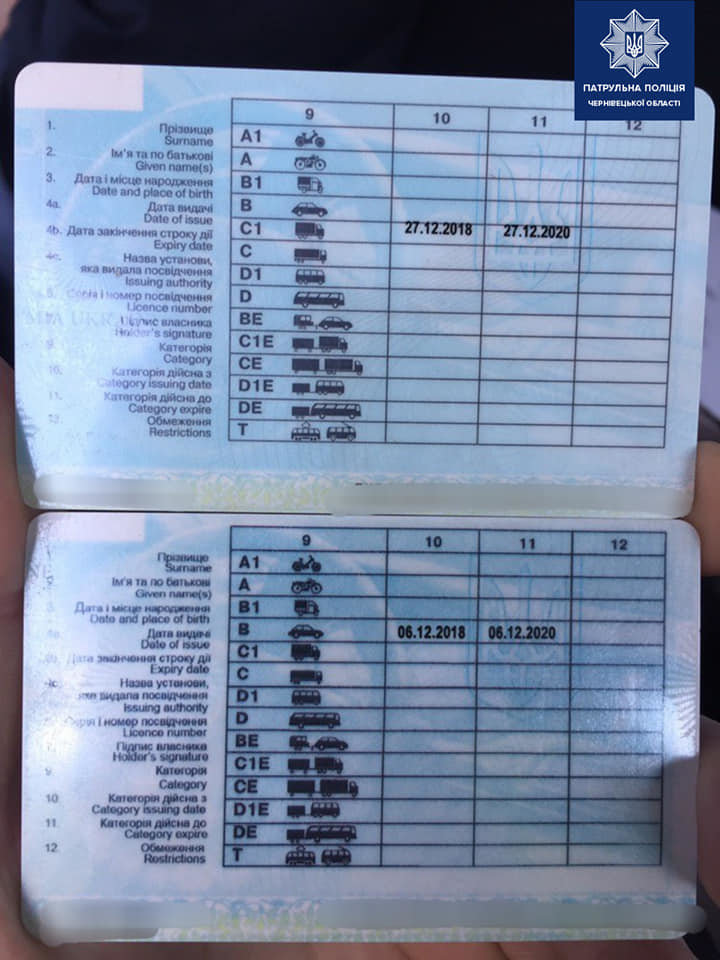 ПАТРУЛЬНА ПОЛІЦІЯ
ЧЕРНІВЕЦЬКОЇ ОБЛАСТІ
1. Прізвище
Surname
2. Ім'я та по батькові
Given name(s)
3. Дата і місце народження
Date and place of birth
4a. Дата видачі
Date of issue
4b. Дата закінчення строку дії
Expiry date
4c. Назва установи,
яка видала посвідчення
Issuing authority
Серія і номер посвідчення
Licence number
Підпис власника
Holder's signature
9. Категорія
Category
10. Категорія дійсна з
Category issuing date
11. Категорія дійсна до
Category expire
12. Обмеження
Restrictions
9 10 11 12
A1
A
B1
B
C1 27.12.2018 27.12.2020
C
D1
D
BE
C1E
CE
D1E
DE
T
Прізвище
Surname
Ім'я та по батькові
Given name(s)
3. Дата і місце народження
Date and place of birth
4a. Дата видачі
Date of issue
Дата закінчення строку дії
Expiry date
4c. Назва установи,
яка видала посвідчення
Issuing authority
Серія і номер посвідчення
Licence number
7. Підпис власника
Holder's signature
9. Категорія
Category
10. Категорія дійсна з
Category issuing date
11. Категорія дійсна до
Category expire
12. Обмеження
Restrictions
9 10 11 12
A1
A
B1
B 06.12.2018 06.12.2020
C1
C
D1
D
BE
C1E
CE
D1E
DE
T